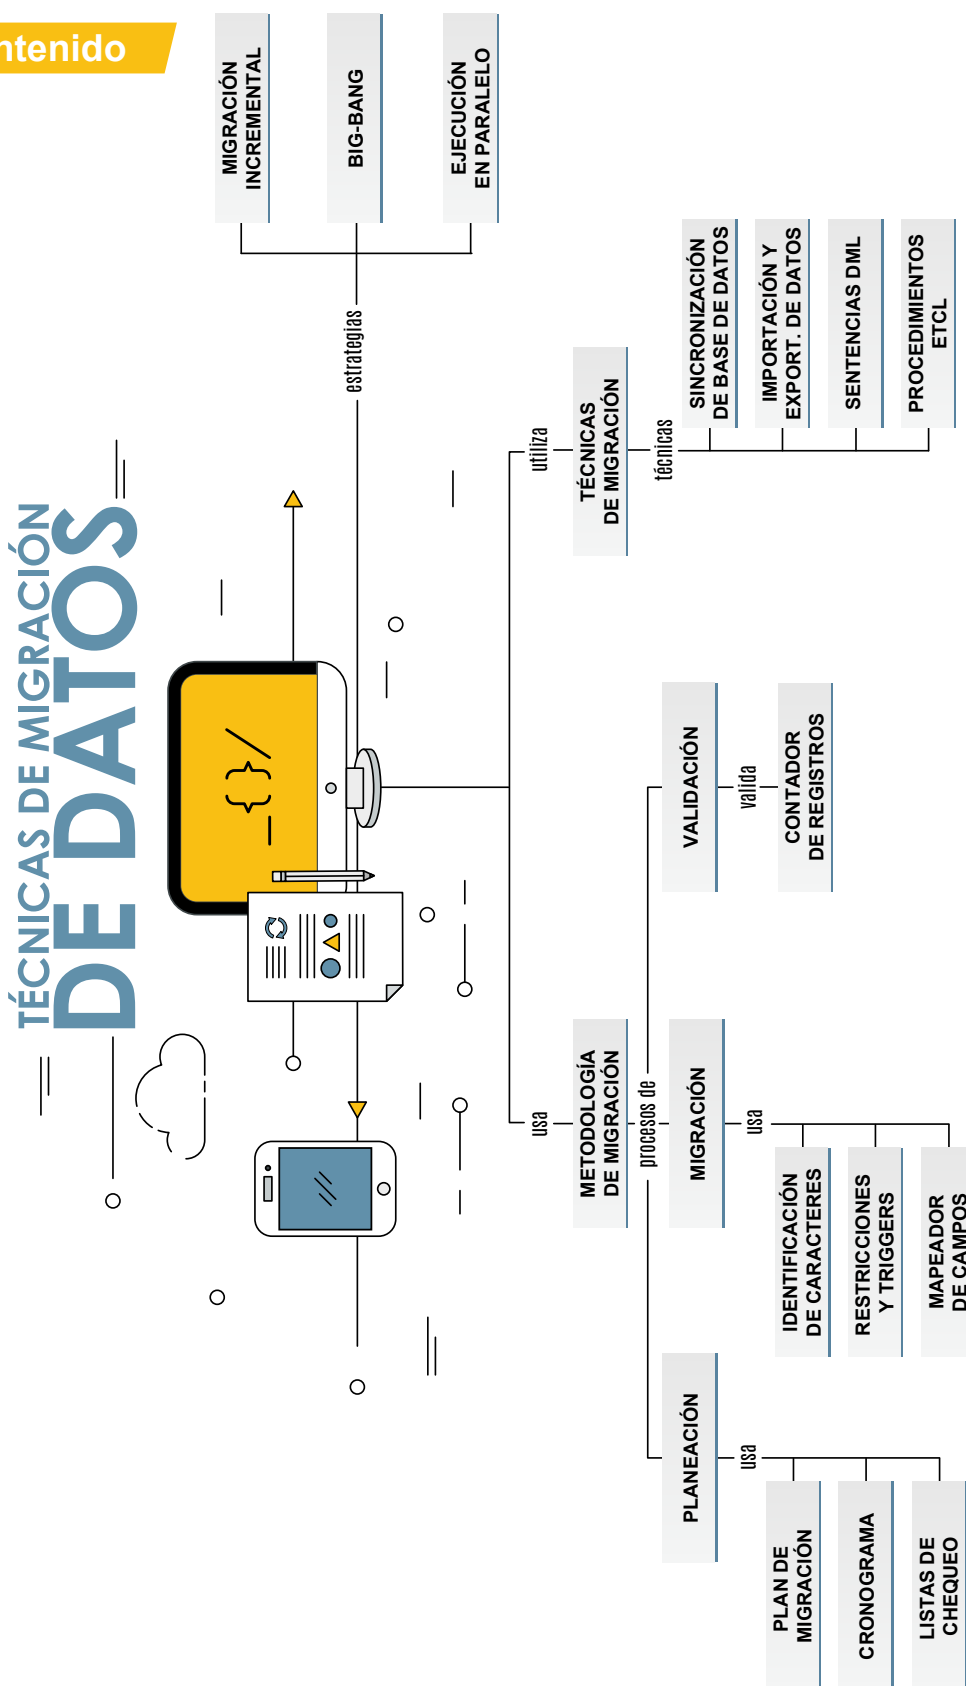 ntenido
TÉCNICAS DE MIGRACIÓN
DE DATOS
_{}/
estrategias
MIGRACIÓN
INCREMENTAL
BIG-BANG
EJECUCIÓN
EN PARALELO
usa
METODOLOGÍA
DE MIGRACIÓN
procesos de
PLANEACIÓN
usa
PLAN DE
MIGRACIÓN
CRONOGRAMA
LISTAS DE
CHEQUEO
MIGRACIÓN
usa
IDENTIFICACIÓN
DE CARACTERES
RESTRICCIONES
Y TRIGGERS
MAPEADOR
DE CAMPOS
VALIDACIÓN
valida
CONTADOR
DE REGISTROS
utiliza
TÉCNICAS
DE MIGRACIÓN
técnicas
SINCRONIZACIÓN
DE BASE DE DATOS
IMPORTACIÓN Y
EXPORT. DE DATOS
SENTENCIAS DML
PROCEDIMIENTOS
ETCL